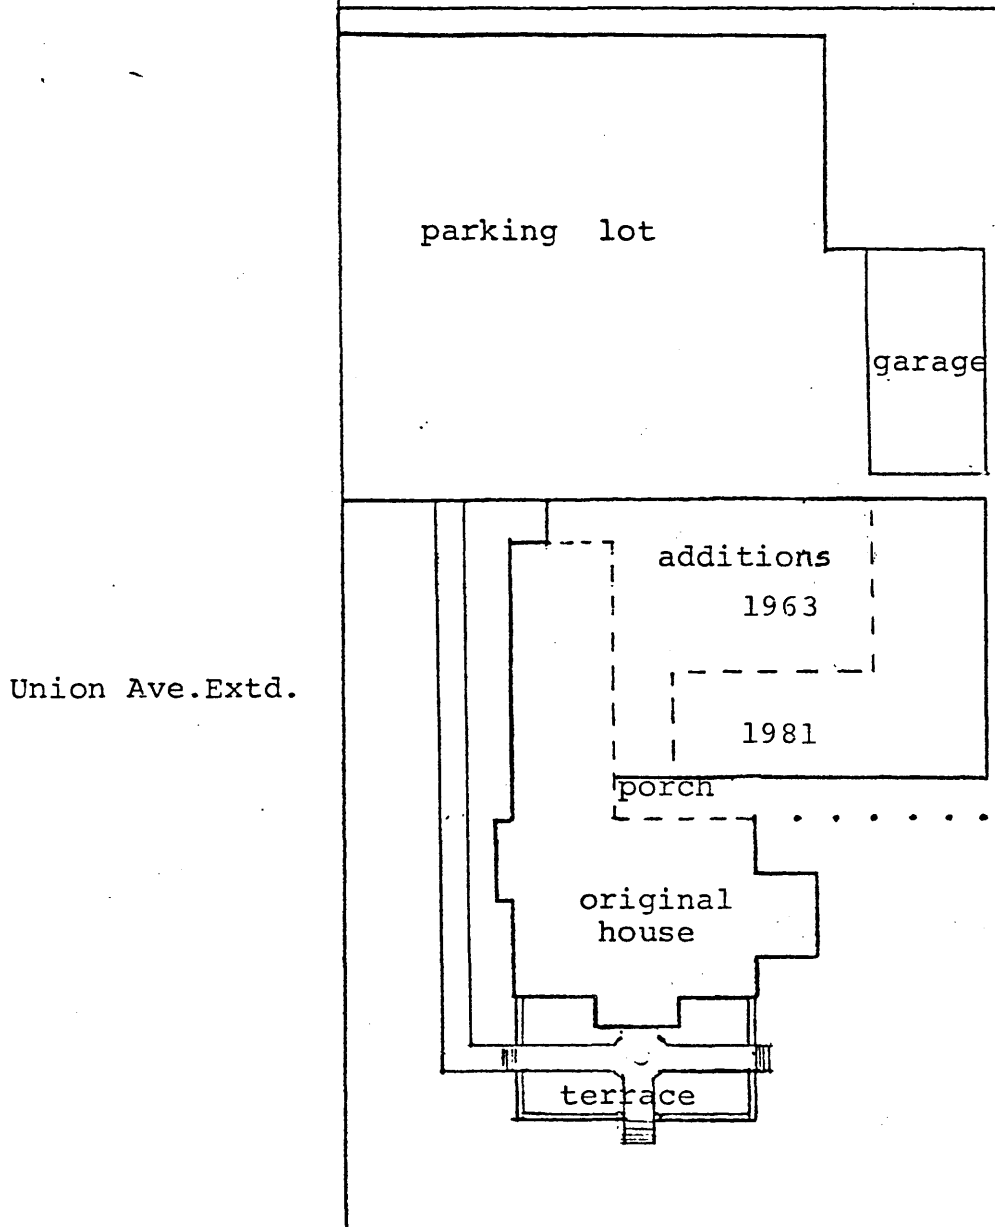 parking lot
garage
additions
1963
Union Ave.Extd.
1981
porch
original
house
terrace